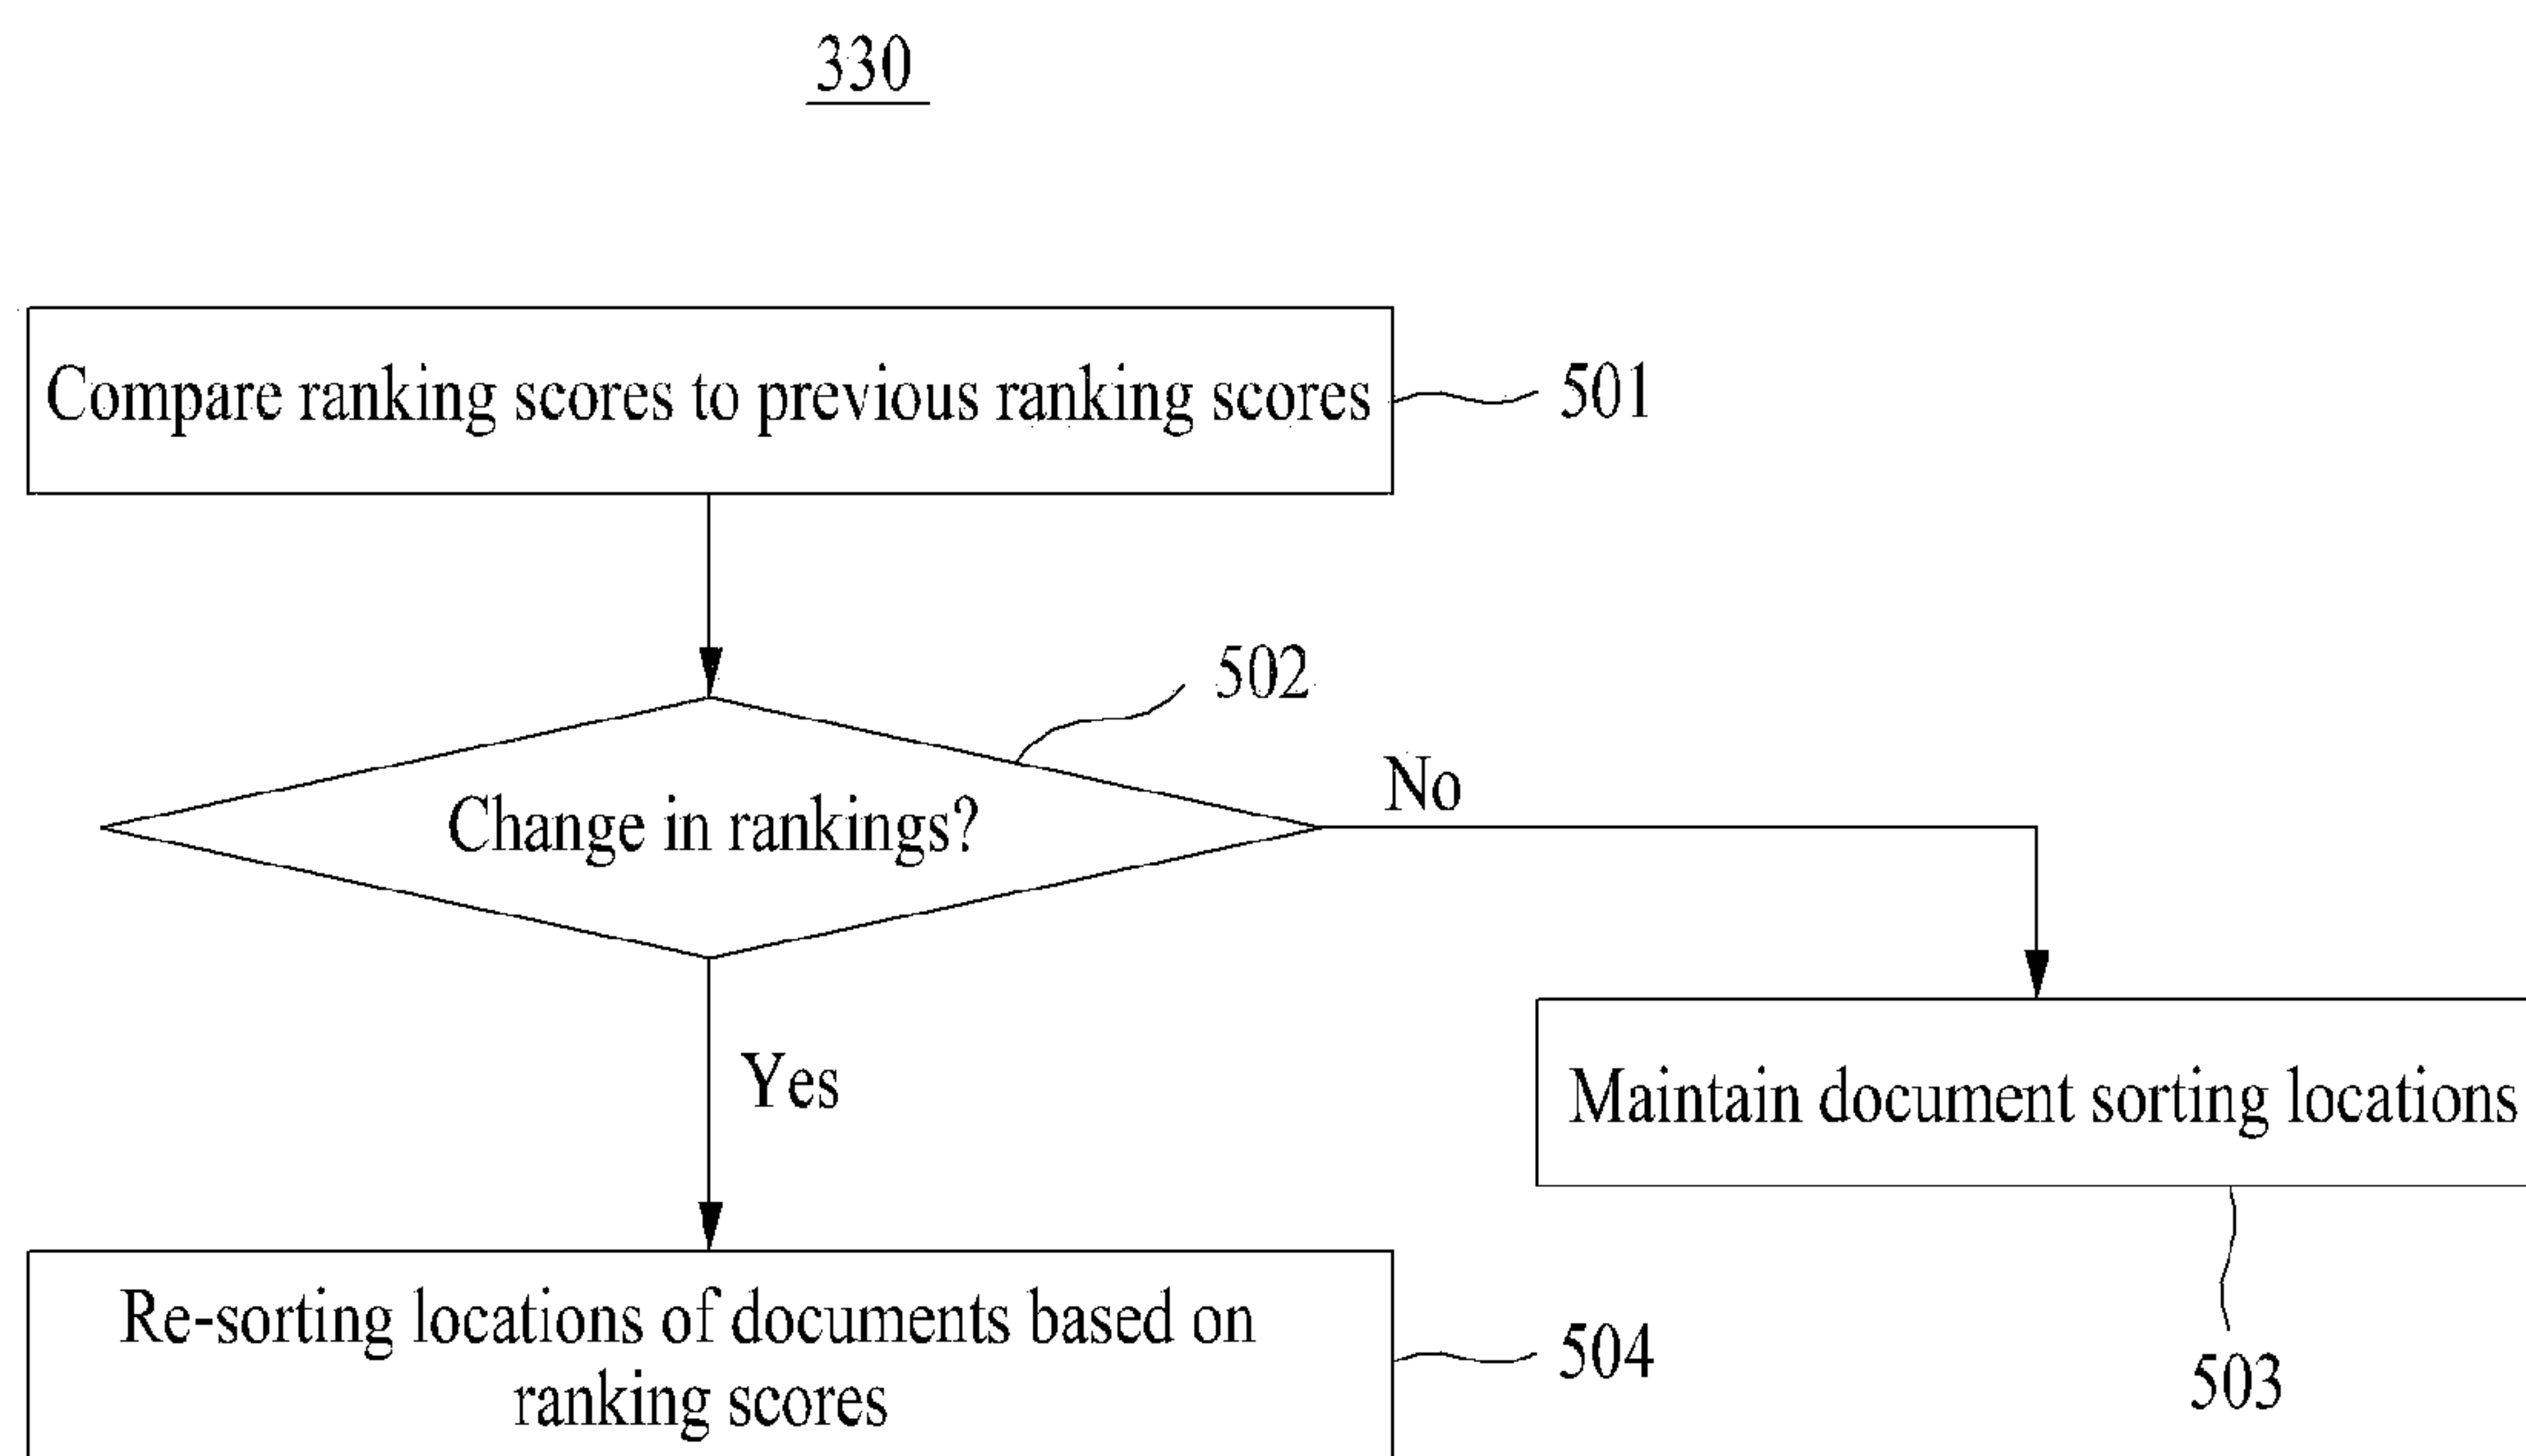 330
Compare ranking scores to previous ranking scores
501
502
Change in rankings?
No
Yes
Maintain document sorting locations
503
Re-sorting locations of documents based on
ranking scores
504